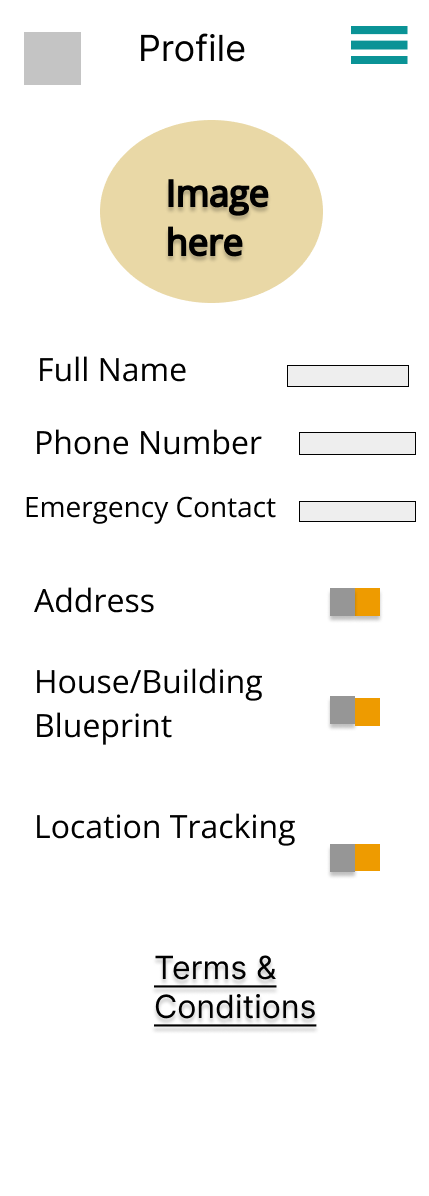 Profile
Image
here
Full Name
Phone Number
Emergency Contact
Address
House/Building
Blueprint
Location Tracking
Terms &
Conditions